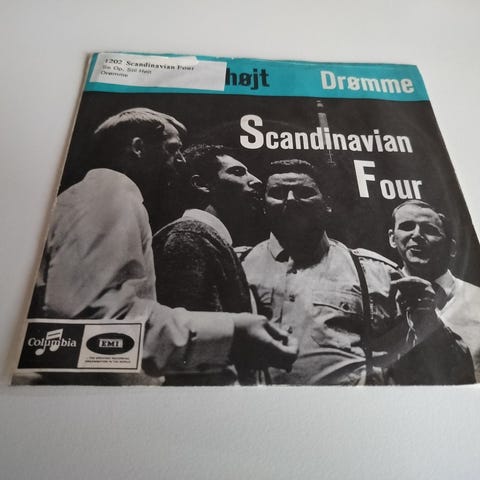 1202 Scandinavian Four
Se Op, Stil Højt
Drømme
højt Drømme
Scandinavian
Four
Columbia
EMI
THE GREATEST RECORDING
ORGANISATION IN THE WORLD